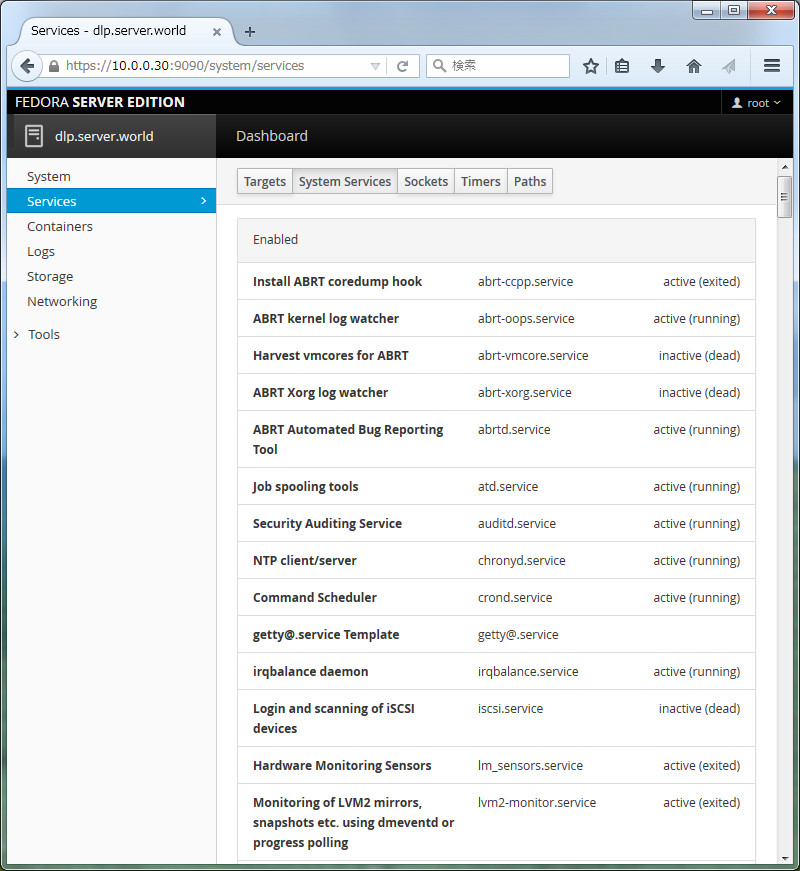 Services - dlp.server.world
https://10.0.0.30:9090/system/services
検索
FEDORA SERVER EDITION
root
dlp.server.world
Dashboard
System
Services
Containers
Logs
Storage
Networking
Tools
Targets System Services Sockets Timers Paths
Enabled
Install ABRT coredump hook abrt-ccpp.service active (exited)
ABRT kernel log watcher abrt-oops.service active (running)
Harvest vmcores for ABRT abrt-vmcore.service inactive (dead)
ABRT Xorg log watcher abrt-xorg.service inactive (dead)
ABRT Automated Bug Reporting abrtd.service active (running)
Tool
Job spooling tools atd.service active (running)
Security Auditing Service auditd.service active (running)
NTP client/server chronyd.service active (running)
Command Scheduler crond.service active (running)
getty@.service Template getty@.service
irqbalance daemon irqbalance.service active (running)
Login and scanning of iSCSI iscsi.service inactive (dead)
devices
Hardware Monitoring Sensors lm_sensors.service active (exited)
Monitoring of LVM2 mirrors, lvm2-monitor.service active (exited)
snapshots etc. using dmeventd or
progress polling